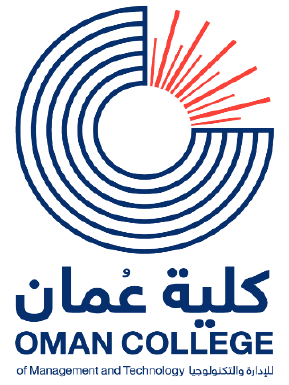 كلية عُمان
OMAN COLLEGE
of Management and Technology للإدارة والتكنولوجيا